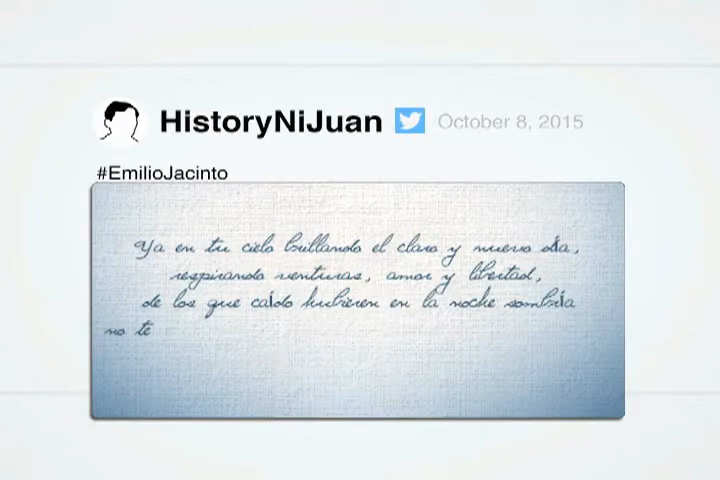 HistoryNiJuan October 8, 2015
#EmilioJacinto
Ya en tu cielo brillando el claro y nuevo día,
respirando venturas, amor y libertad,
de los que caído hubieren en la noche sombría
no te